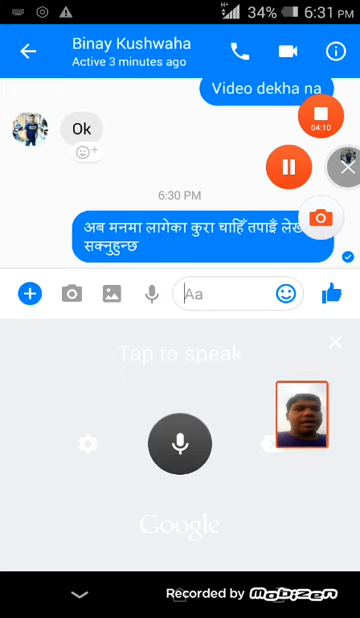 34% 6:31 PM
Binay Kushwaha
Active 3 minutes ago
Video dekha na
Ok
04:10
6:30 PM
अब मनमा लागेका कुरा चाहिँ तपाइँ
सक्नुहुन्छ
Aa
Tap to speak
Google
Recorded by Mobizen